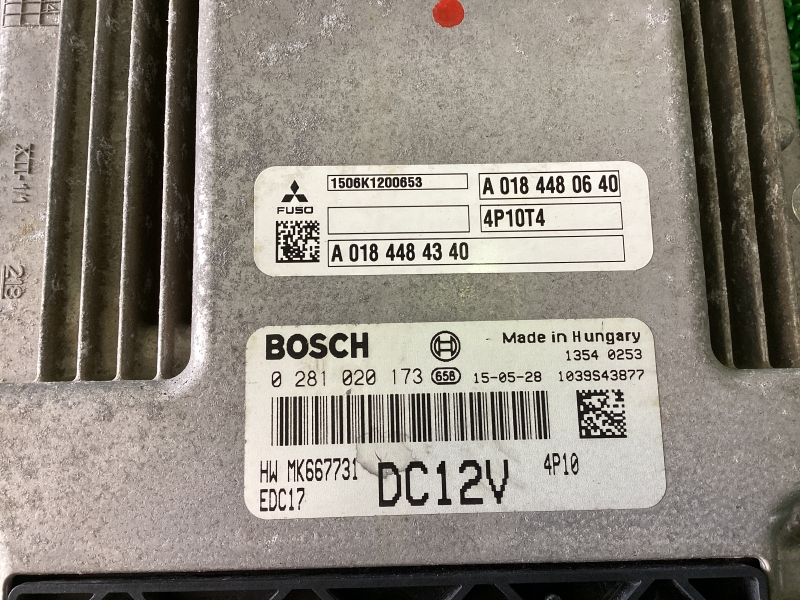 1506K1200653
A 018 448 06 40
FUSO
4P10T4
A 018 448 43 40
BOSCH
Made in Hungary
1354 0253
0 281 020 173 658 15-05-28 1039S43877
HW MK667731
4P10
EDC17
DC12V